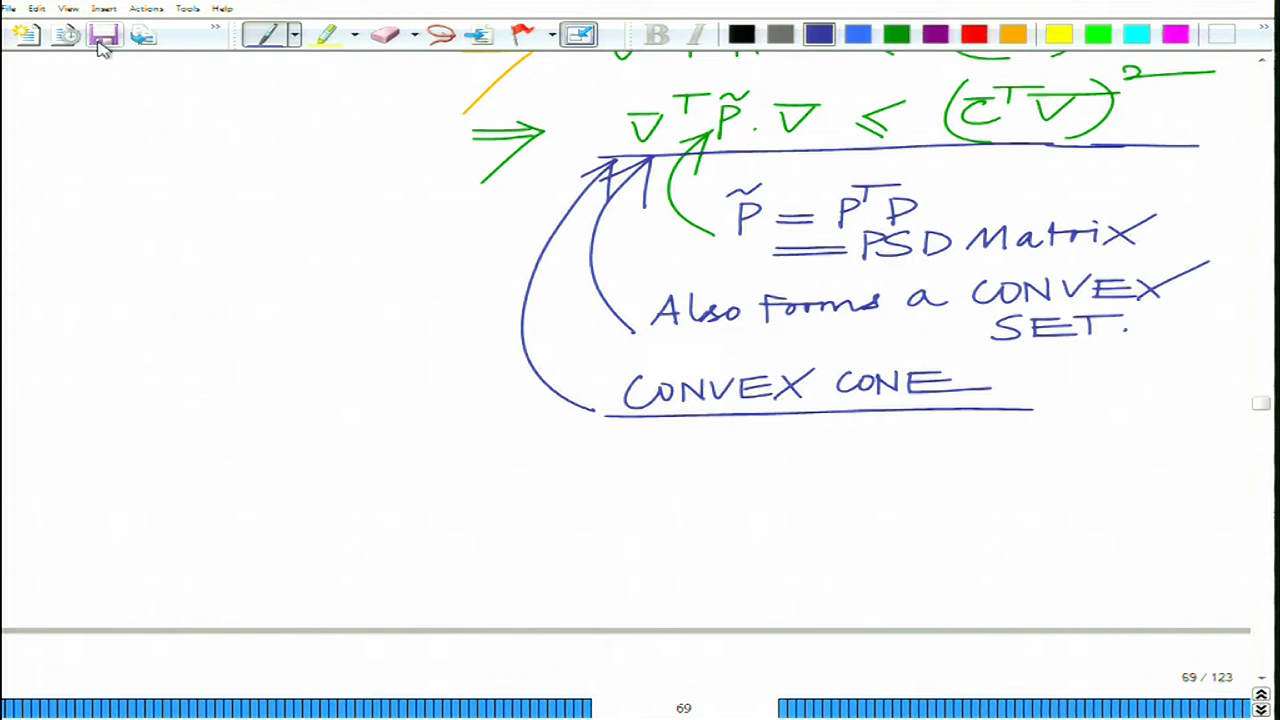 File Edit View Insert Actions Tools Help
⇒ v̄ᵀ P̃ . v̄ ≤ (c̄ᵀ v̄)²
P̃ = PᵀP
= PSD Matrix
Also forms a CONVEX
SET.
CONVEX CONE
69 / 123
69